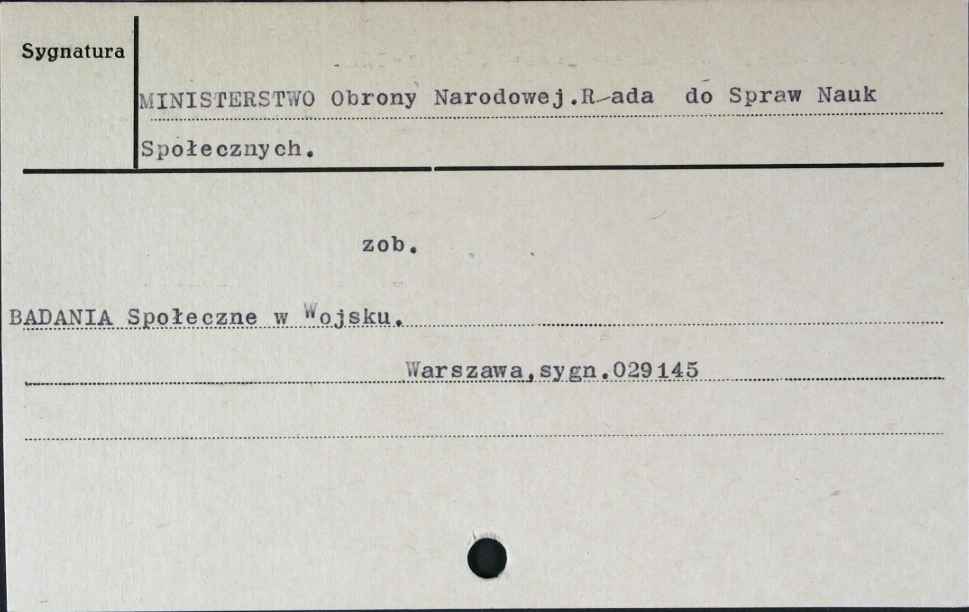 Sygnatura
MINISTERSTWO Obrony Narodowej.R-ada do Spraw Nauk
Społecznych.
zob.
BADANIA Społeczne w Wojsku.
Warszawa,sygn.029145